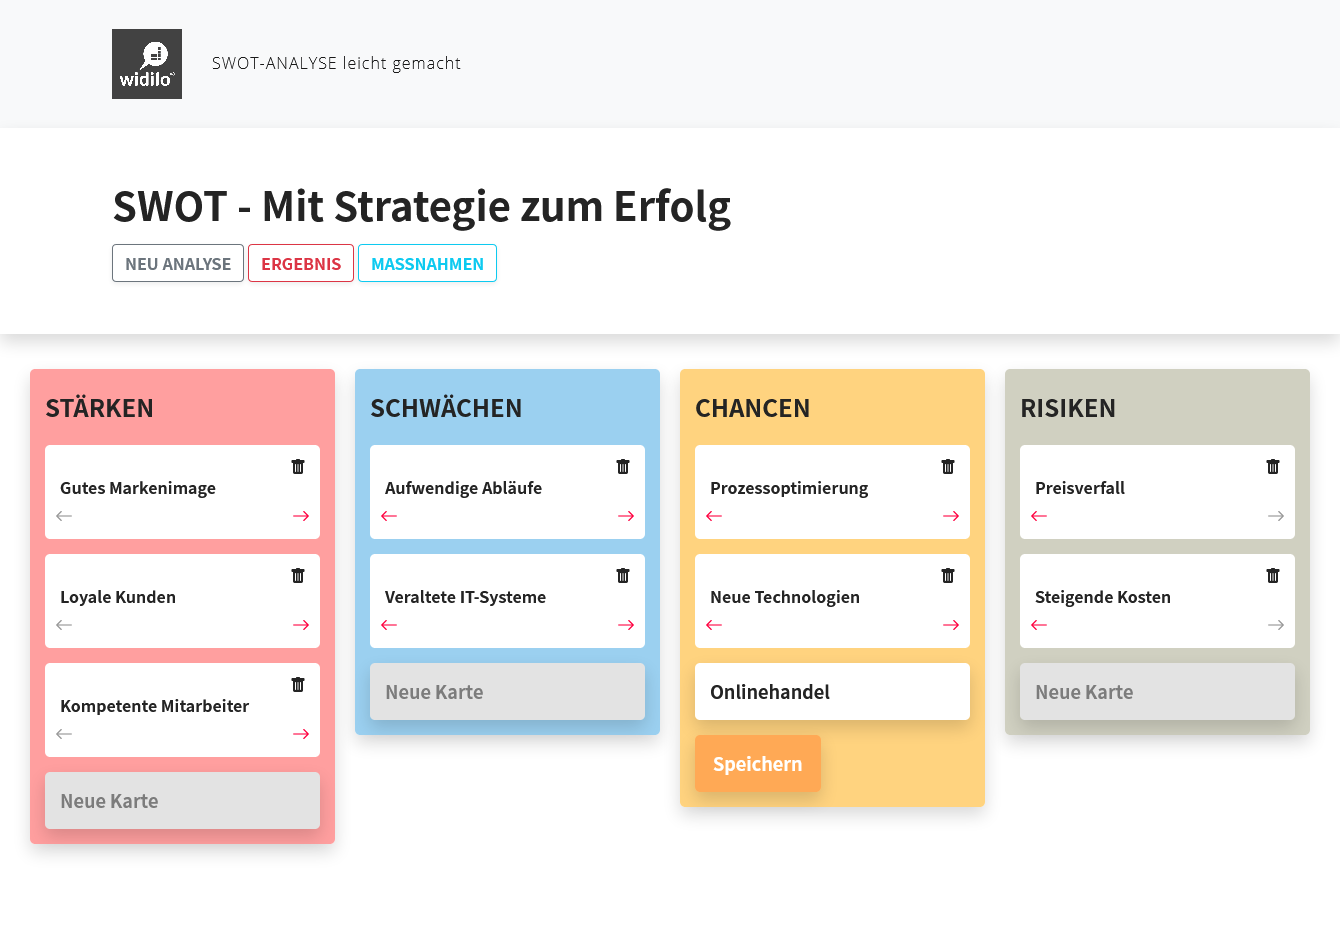 widilo
SWOT-ANALYSE leicht gemacht
SWOT - Mit Strategie zum Erfolg
NEU ANALYSE
ERGEBNIS
MASSNAHMEN
STÄRKEN
Gutes Markenimage
Loyale Kunden
Kompetente Mitarbeiter
Neue Karte
SCHWÄCHEN
Aufwendige Abläufe
Veraltete IT-Systeme
Neue Karte
CHANCEN
Prozessoptimierung
Neue Technologien
Onlinehandel
Speichern
RISIKEN
Preisverfall
Steigende Kosten
Neue Karte